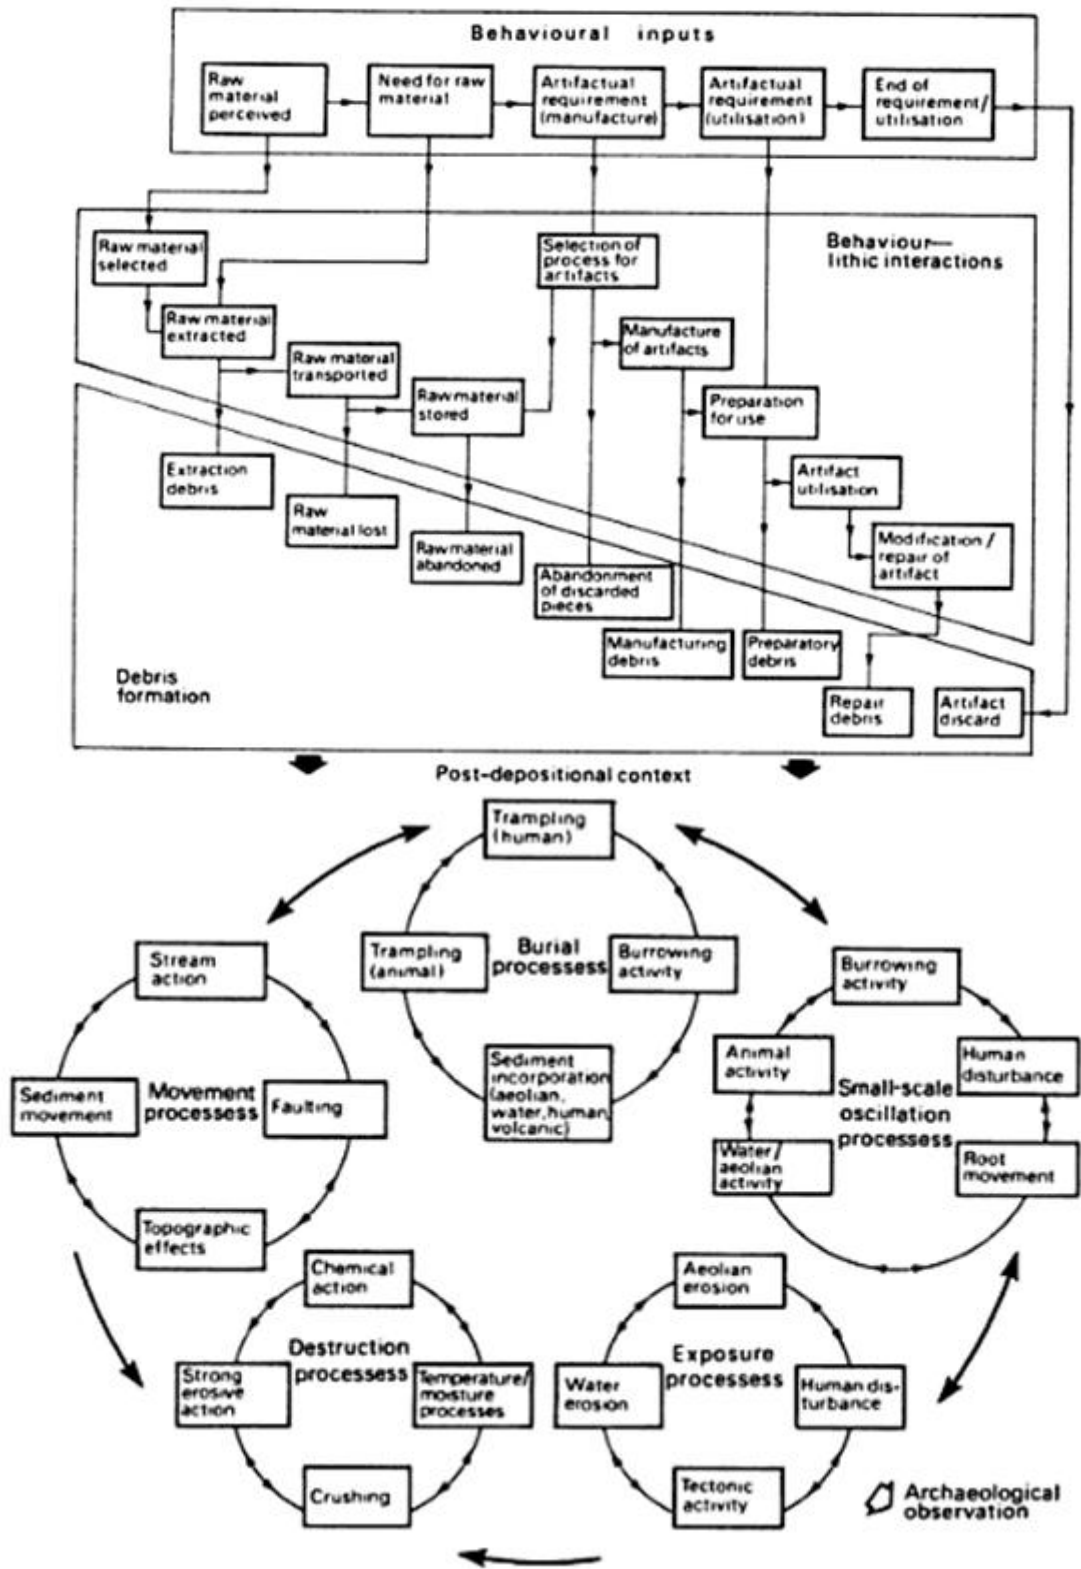 Behavioural inputs
Raw
material
perceived
Need for raw
material
Artifactual
requirement
(manufacture)
Artifactual
requirement
(utilisation)
End of
requirement/
utilisation
Behaviour—
lithic interactions
Raw material
selected
Selection of
process for
artifacts
Raw material
extracted
Manufacture
of artifacts
Raw material
transported
Raw material
stored
Preparation
for use
Extraction
debris
Artifact
utilisation
Raw
material lost
Modification/
repair of
artifact
Raw material
abandoned
Abandonment
of discarded
pieces
Manufacturing
debris
Preparatory
debris
Debris
formation
Repair
debris
Artifact
discard
Post-depositional context
Trampling
(human)
Trampling
(animal)
Burial
processess
Burrowing
activity
Sediment
incorporation
(aeolian,
water, human,
volcanic)
Stream
action
Sediment
movement
Movement
processess
Faulting
Topographic
effects
Burrowing
activity
Animal
activity
Human
disturbance
Small-scale
oscillation
processess
Water/
aeolian
activity
Root
movement
Chemical
action
Destruction
processess
Strong
erosive
action
Temperature/
moisture
processes
Crushing
Aeolian
erosion
Exposure
processess
Water
erosion
Human dis-
turbance
Tectonic
activity
Archaeological
observation